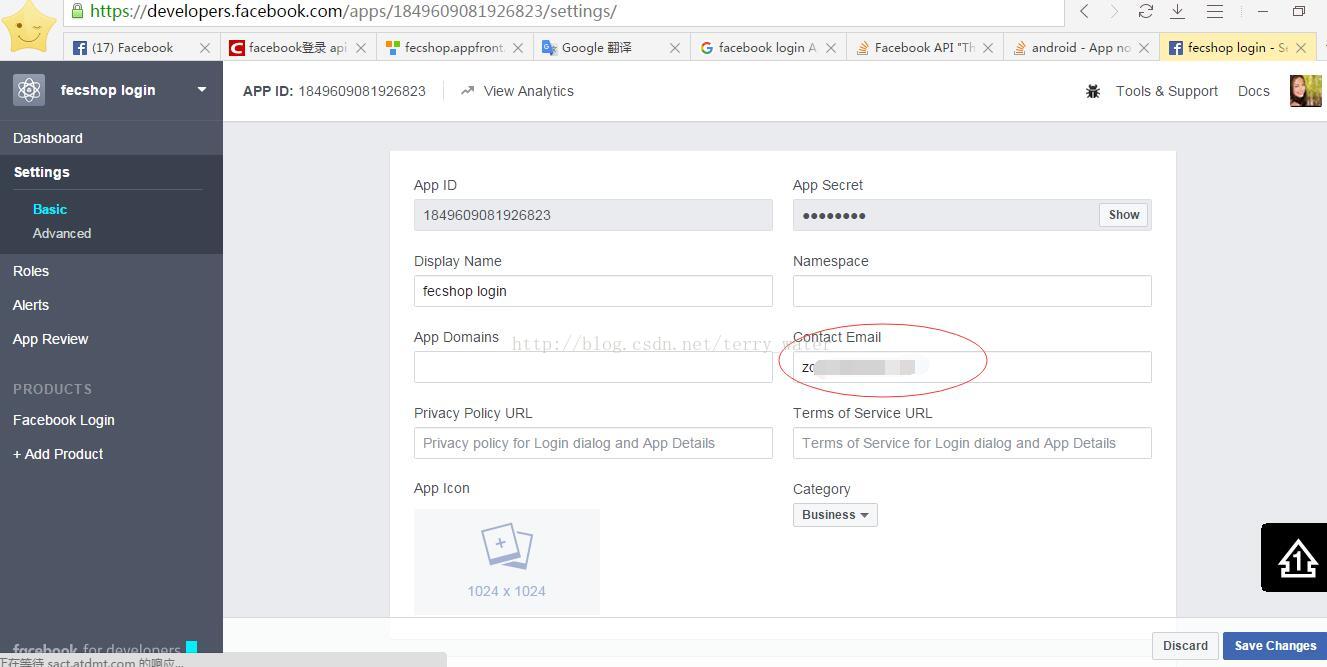 https://developers.facebook.com/apps/1849609081926823/settings/
(17) Facebook
facebook登录 api
fecshop.appfront.
Google 翻译
facebook login A
Facebook API "Th
android - App no
fecshop login - Se
fecshop login
APP ID: 1849609081926823
View Analytics
Tools & Support
Docs
Dashboard
Settings
Basic
Advanced
Roles
Alerts
App Review
PRODUCTS
Facebook Login
+ Add Product
App ID
App Secret
1849609081926823
●●●●●●●●
Show
Display Name
Namespace
fecshop login
App Domains
http://blog.csdn.net/terry_water
Contact Email
Privacy Policy URL
Terms of Service URL
Privacy policy for Login dialog and App Details
Terms of Service for Login dialog and App Details
App Icon
Category
Business
1024 x 1024
1
Discard
Save Changes
facebook for developers
正在等待 sact.atdmt.com 的响应...